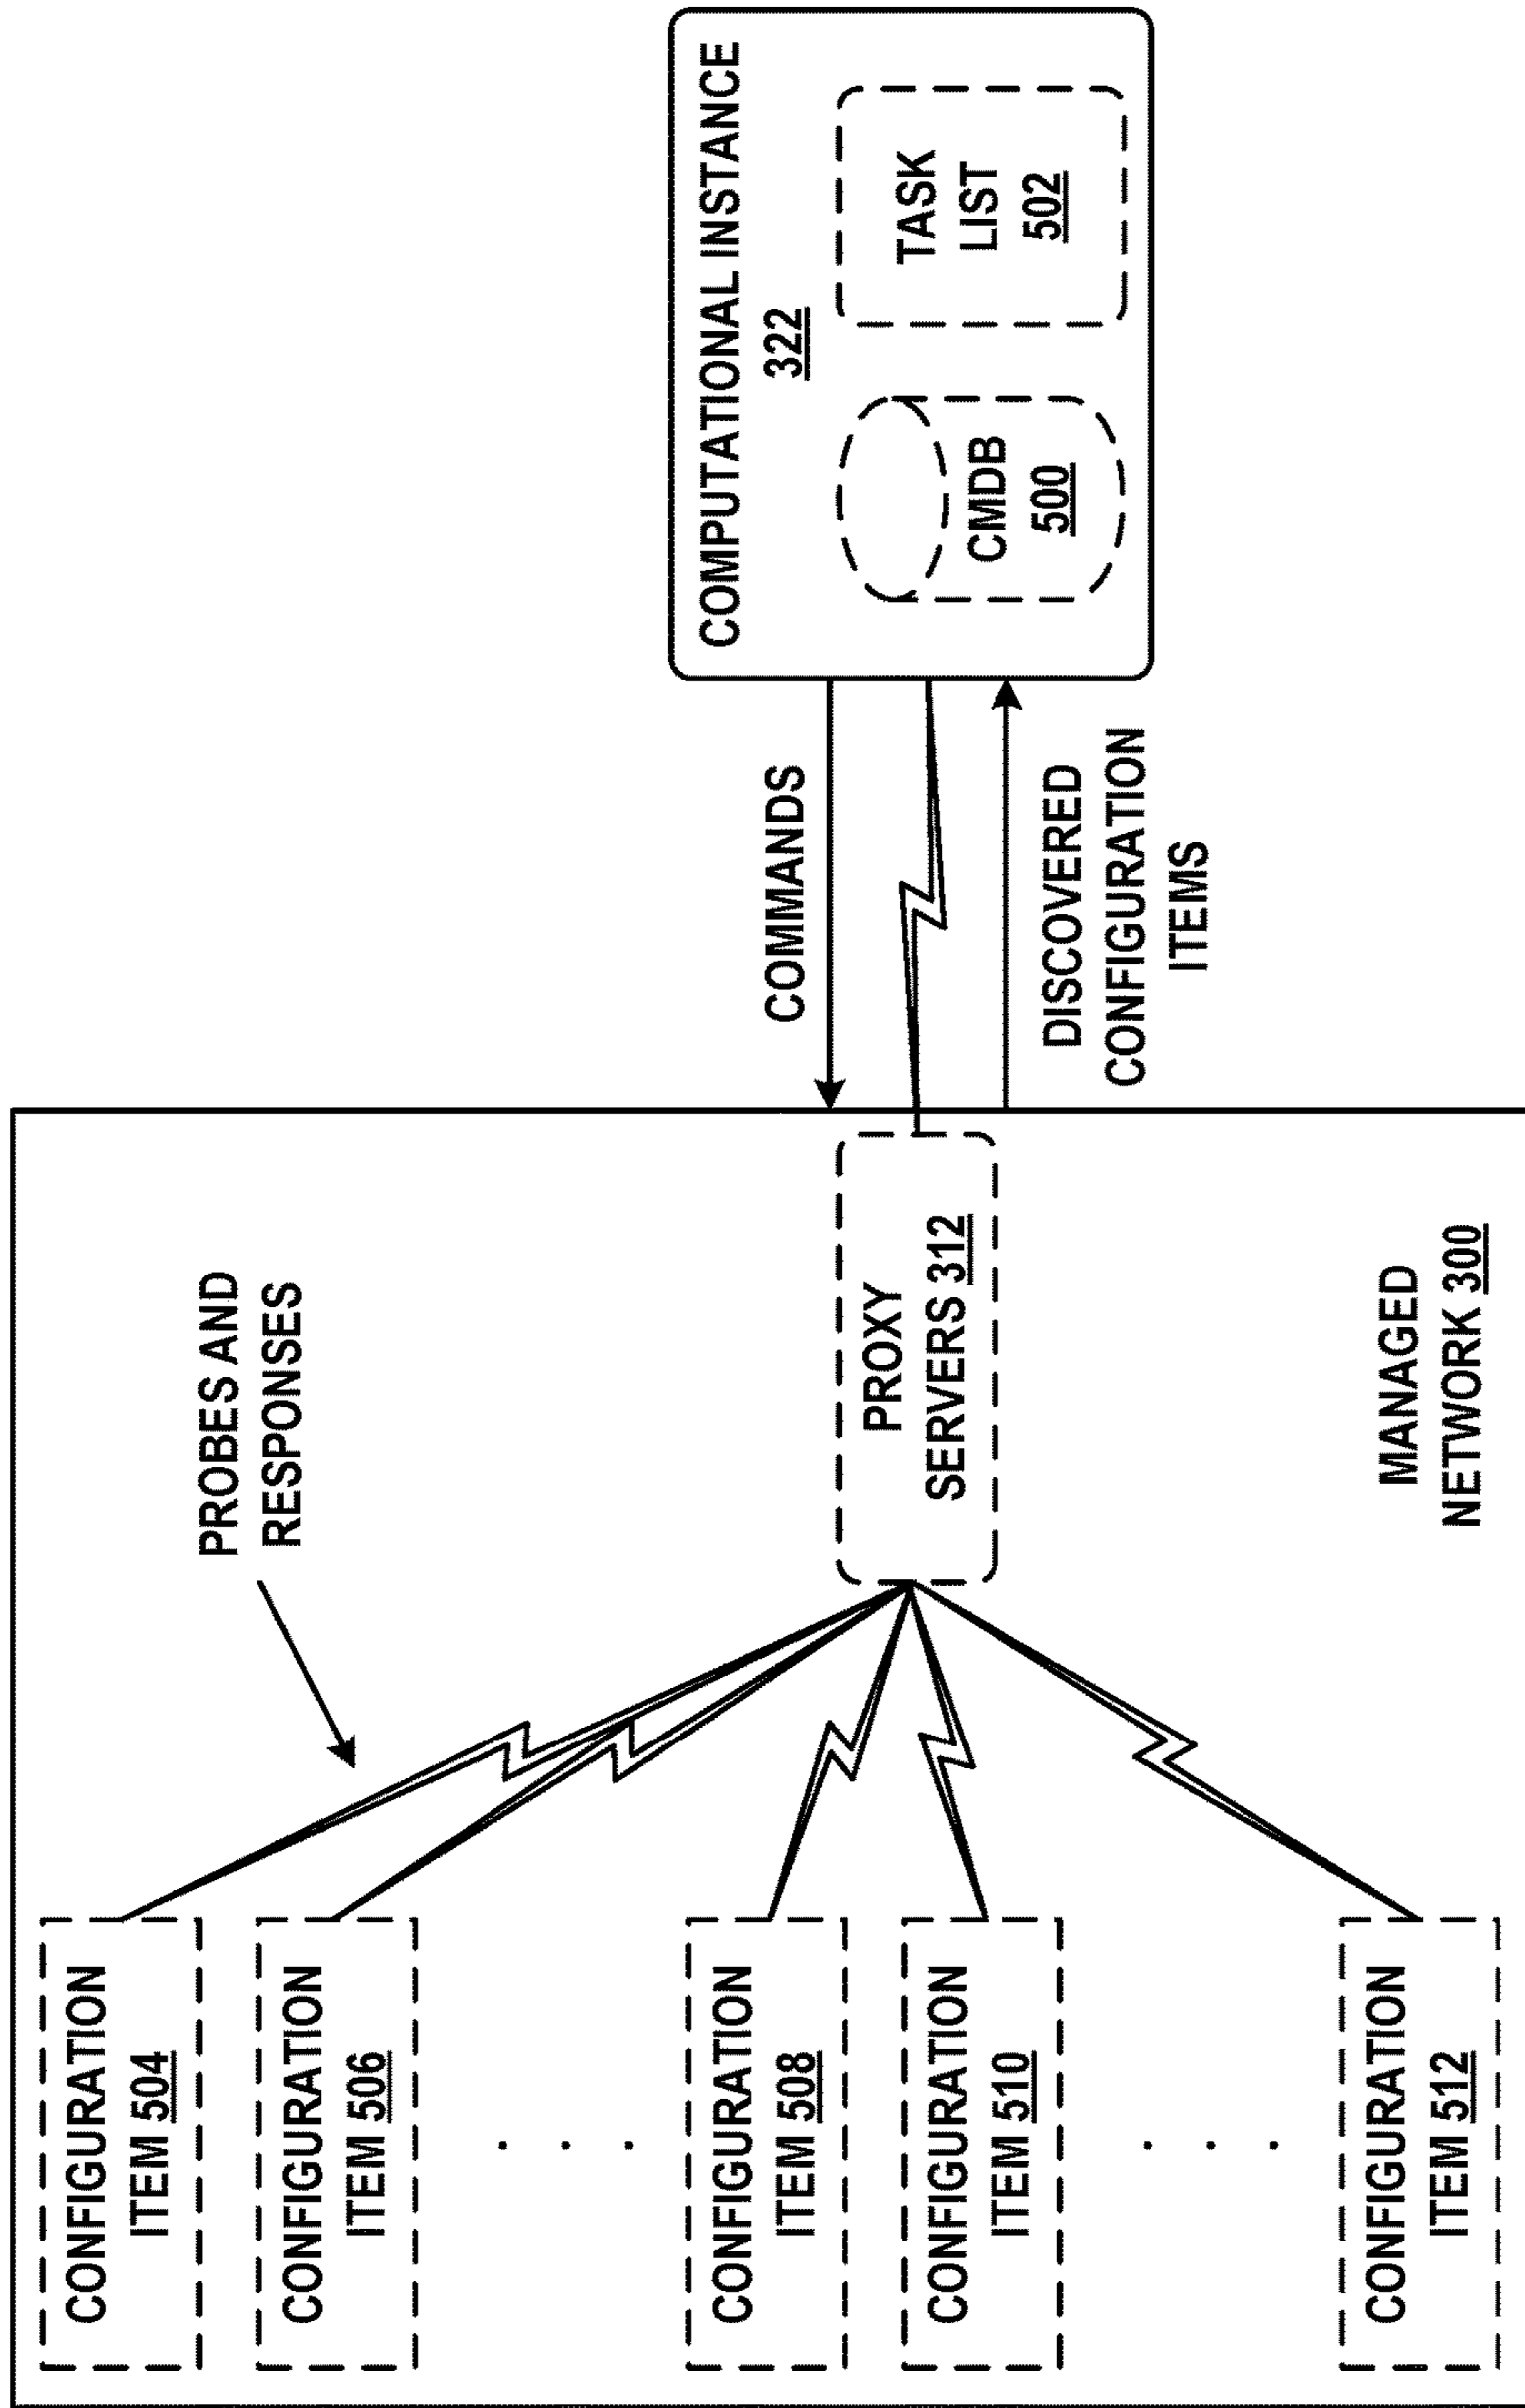 COMPUTATIONAL INSTANCE
322
CMDB
500
TASK
LIST
502
COMMANDS
DISCOVERED
CONFIGURATION
ITEMS
PROBES AND
RESPONSES
PROXY
SERVERS 312
MANAGED
NETWORK 300
CONFIGURATION
ITEM 504
CONFIGURATION
ITEM 506
. . .
CONFIGURATION
ITEM 508
CONFIGURATION
ITEM 510
. . .
CONFIGURATION
ITEM 512